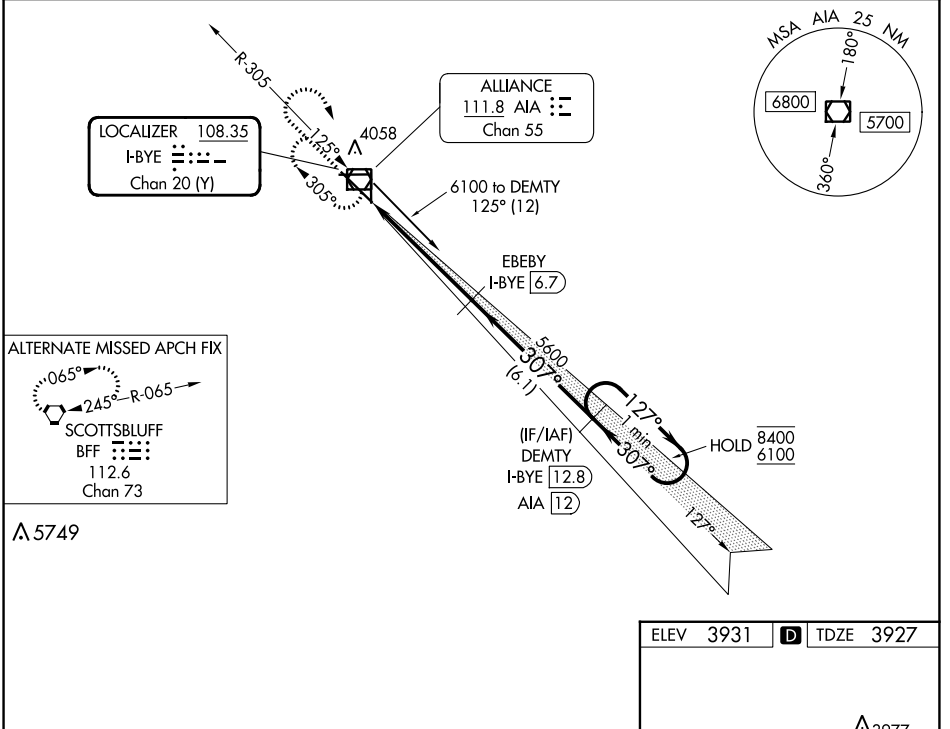 MSA AIA 25 NM
180°
6800
5700
360°
R-305
125°
305°
4058
LOCALIZER 108.35
I-BYE
Chan 20 (Y)
ALLIANCE
111.8 AIA
Chan 55
6100 to DEMTY
125° (12)
EBEBY
I-BYE 6.7
5600
307°
(6.1)
127°
1 min
307°
HOLD 8400
6100
(IF/IAF)
DEMTY
I-BYE 12.8
AIA 12
127°
ALTERNATE MISSED APCH FIX
065°
245° R-065
SCOTTSBLUFF
BFF
112.6
Chan 73
5749
ELEV 3931 D TDZE 3927